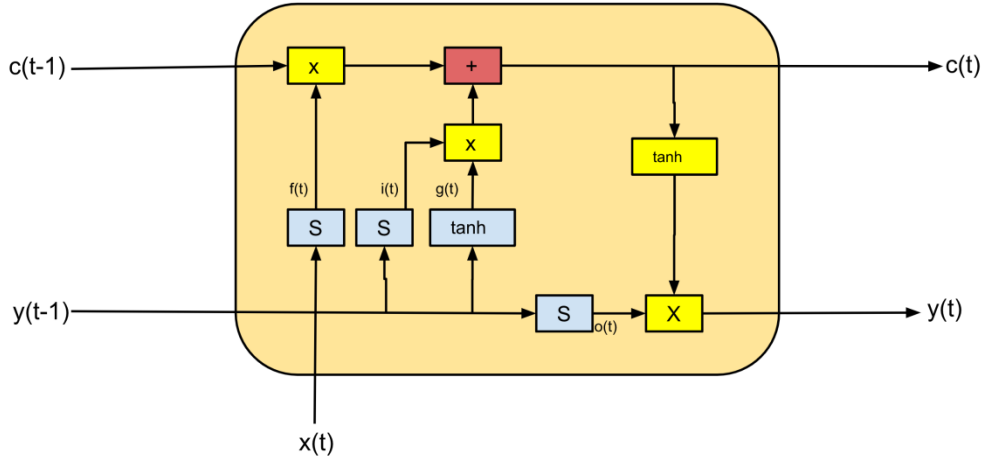 c(t-1)
x
+
c(t)
x
tanh
f(t)
i(t)
g(t)
S
S
tanh
y(t-1)
S
o(t)
X
y(t)
x(t)